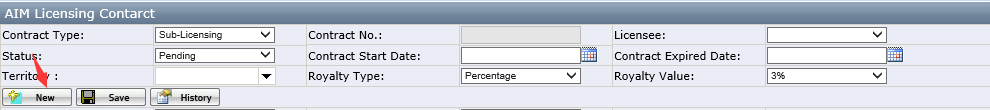 AIM Licensing Contarct
Contract Type: Sub-Licensing Contract No.: Licensee:
Status: Pending Contract Start Date: Contract Expired Date:
Territory : Royalty Type: Percentage Royalty Value: 3%
New Save History